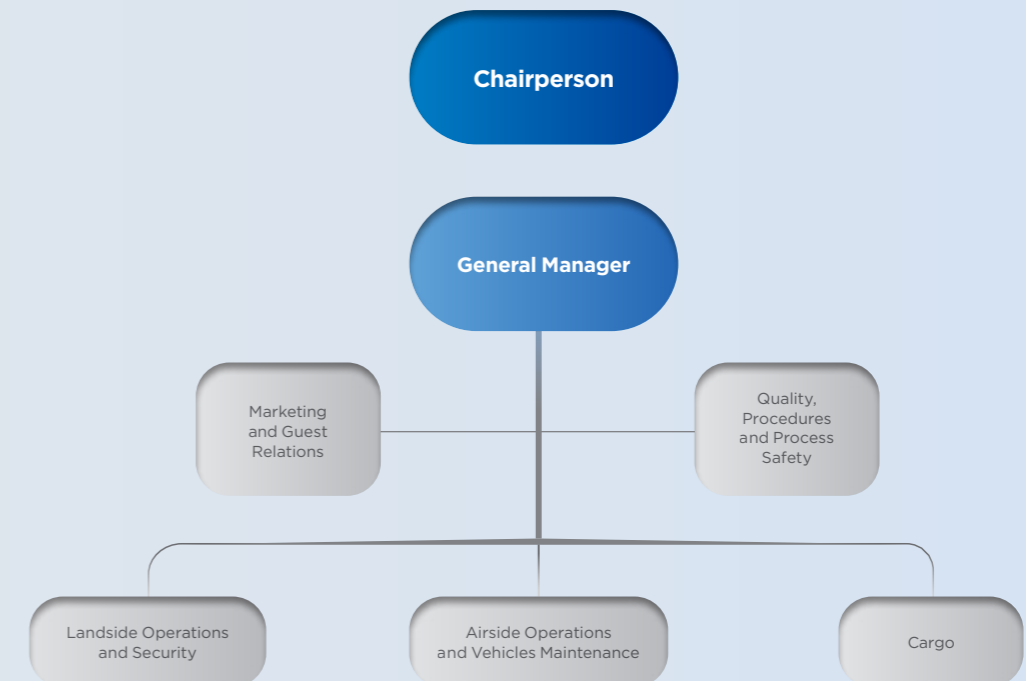 Chairperson
General Manager
Marketing
and Guest
Relations
Quality,
Procedures
and Process
Safety
Landside Operations
and Security
Airside Operations
and Vehicles Maintenance
Cargo